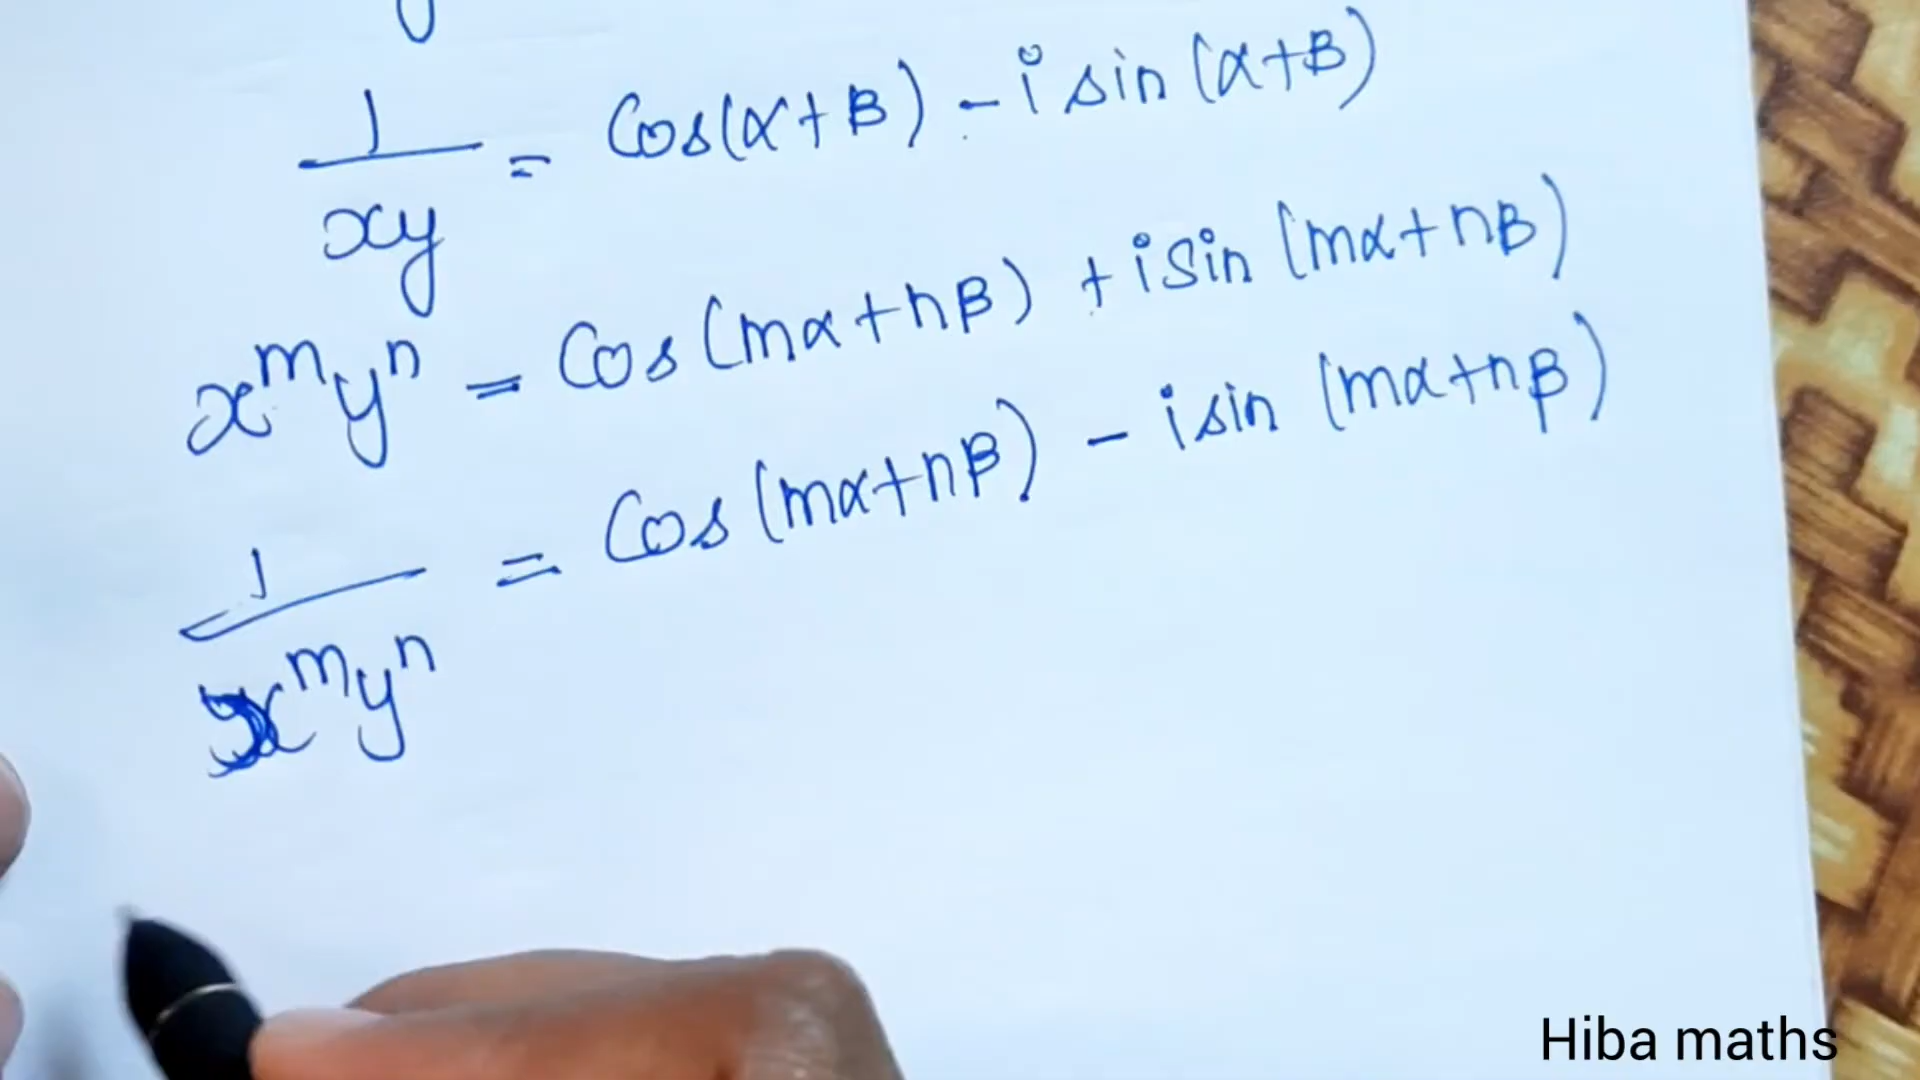 1/xy = Cos(α+β) - i sin(α+β)
x^m y^n = Cos(mα+nβ) + i Sin(mα+nβ)
1/x^m y^n = Cos(mα+nβ) - i sin(mα+nβ)
Hiba maths